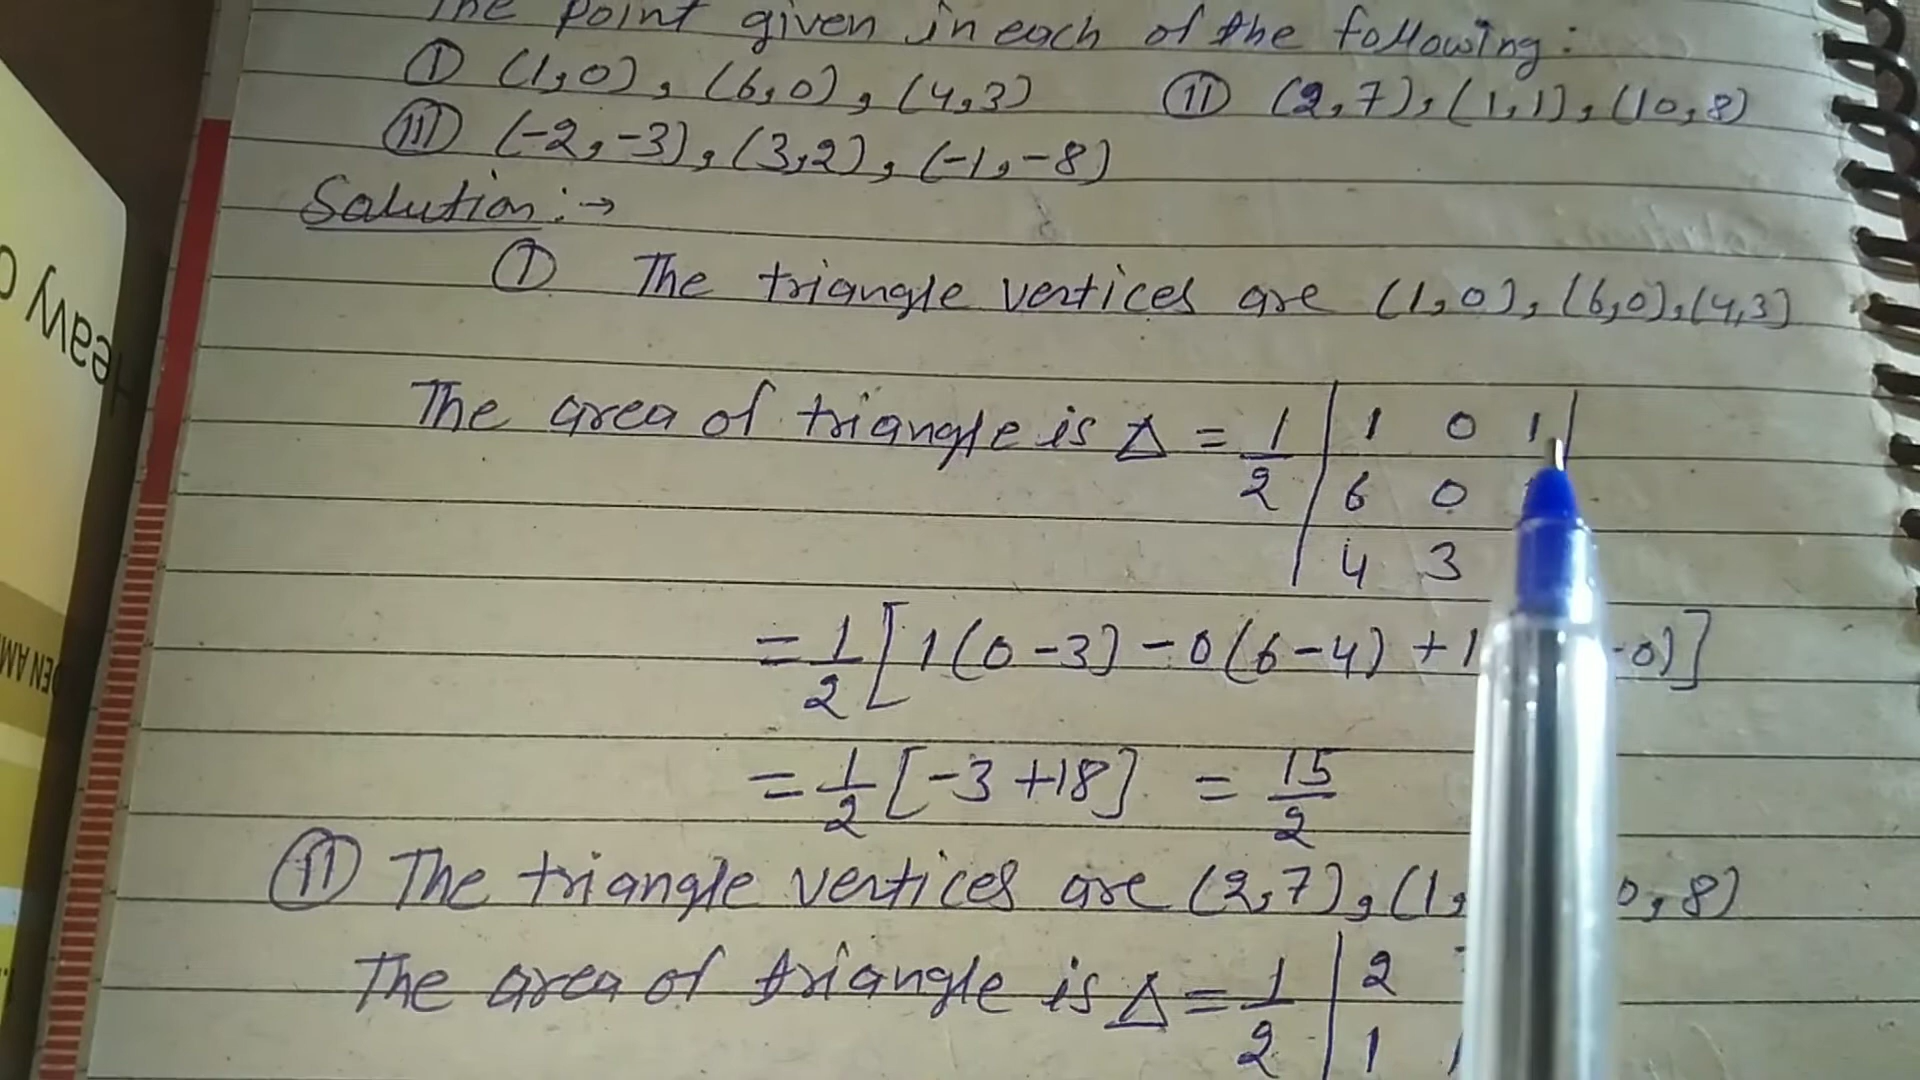 The point given in each of the following:
(I) (1,0), (6,0), (4,3) (II) (2,7), (1,1), (10,8)
(III) (-2,-3), (3,2), (-1,-8)
Solution:→
(I) The triangle vertices are (1,0), (6,0), (4,3)
The area of triangle is Δ = 1/2 | 1 0 1 |
6 0
4 3
= 1/2 [1(0-3) -0(6-4) +1 -0)]
= 1/2 [-3+18] = 15/2
(II) The triangle vertices are (2,7), (1, 0,8)
The area of triangle is Δ = 1/2 | 2
1
eavy